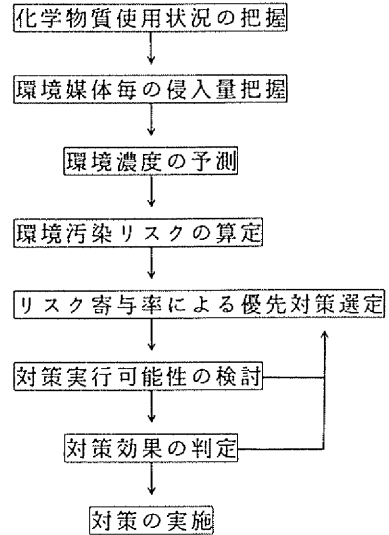 化学物質使用状況の把握
環境媒体毎の侵入量把握
環境濃度の予測
環境汚染リスクの算定
リスク寄与率による優先対策選定
対策実行可能性の検討
対策効果の判定
対策の実施